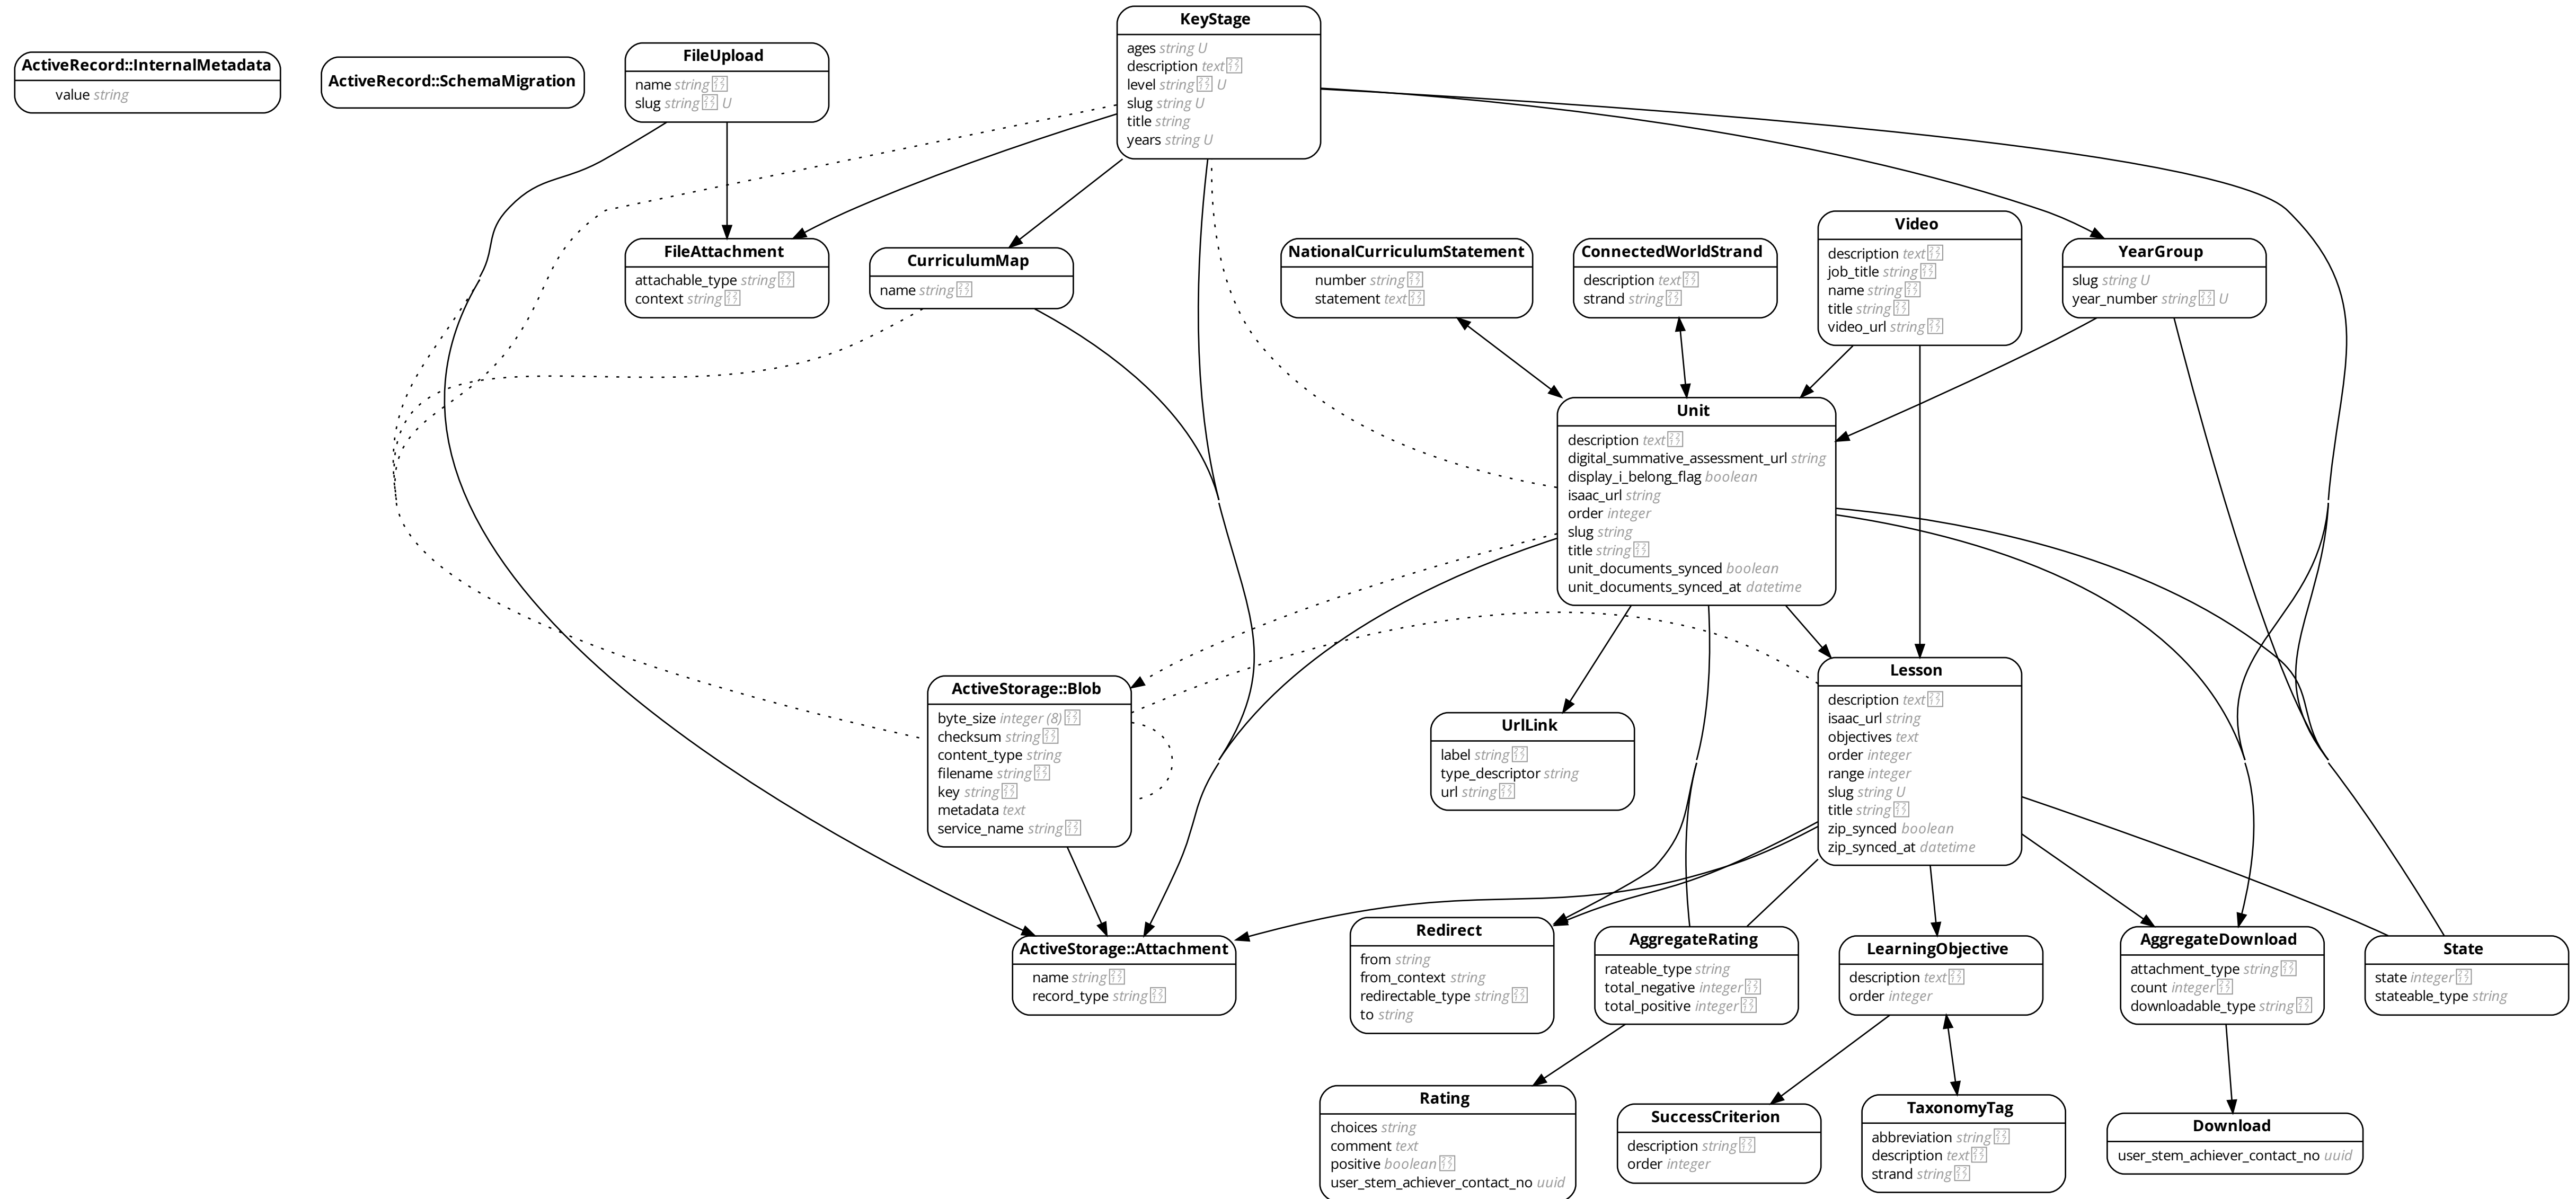 KeyStage
ages string U
description text
level string U
slug string U
title string
years string U
ActiveRecord::InternalMetadata
value string
ActiveRecord::SchemaMigration
FileUpload
name string
slug string U
FileAttachment
attachable_type string
context string
CurriculumMap
name string
NationalCurriculumStatement
number string
statement text
ConnectedWorldStrand
description text
strand string
Video
description text
job_title string
name string
title string
video_url string
YearGroup
slug string U
year_number string U
Unit
description text
digital_summative_assessment_url string
display_i_belong_flag boolean
isaac_url string
order integer
slug string
title string
unit_documents_synced boolean
unit_documents_synced_at datetime
ActiveStorage::Blob
byte_size integer (8)
checksum string
content_type string
filename string
key string
metadata text
service_name string
UrlLink
label string
type_descriptor string
url string
Lesson
description text
isaac_url string
objectives text
order integer
range integer
slug string U
title string
zip_synced boolean
zip_synced_at datetime
ActiveStorage::Attachment
name string
record_type string
Redirect
from string
from_context string
redirectable_type string
to string
AggregateRating
rateable_type string
total_negative integer
total_positive integer
LearningObjective
description text
order integer
AggregateDownload
attachment_type string
count integer
downloadable_type string
State
state integer
stateable_type string
Rating
choices string
comment text
positive boolean
user_stem_achiever_contact_no uuid
SuccessCriterion
description string
order integer
TaxonomyTag
abbreviation string
description text
strand string
Download
user_stem_achiever_contact_no uuid